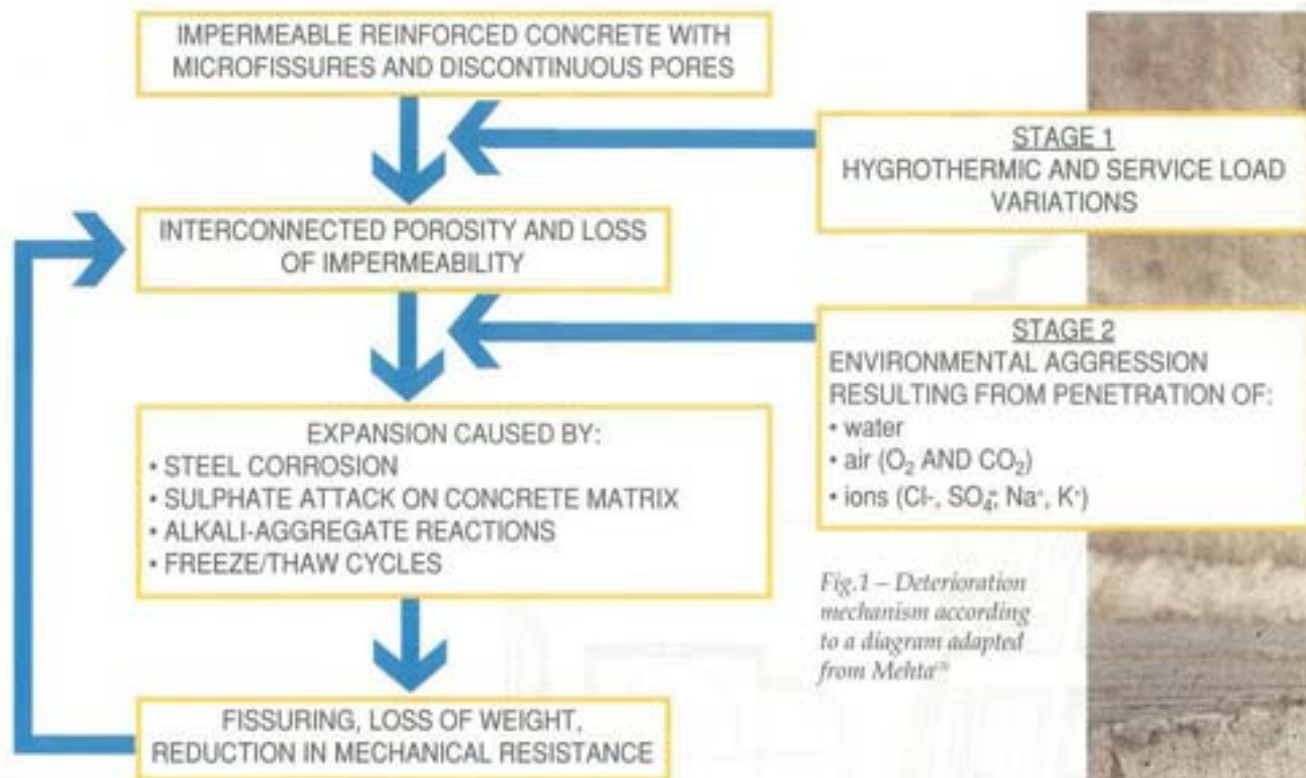 IMPERMEABLE REINFORCED CONCRETE WITH
MICROFISSURES AND DISCONTINUOUS PORES
STAGE 1
HYGROTHERMIC AND SERVICE LOAD
VARIATIONS
INTERCONNECTED POROSITY AND LOSS
OF IMPERMEABILITY
STAGE 2
ENVIRONMENTAL AGGRESSION
RESULTING FROM PENETRATION OF:
• water
• air (O₂ AND CO₂)
• ions (Cl-, SO₄⁼, Na⁺, K⁺)
EXPANSION CAUSED BY:
• STEEL CORROSION
• SULPHATE ATTACK ON CONCRETE MATRIX
• ALKALI-AGGREGATE REACTIONS
• FREEZE/THAW CYCLES
Fig.1 – Deterioration
mechanism according
to a diagram adapted
from Mehta
FISSURING, LOSS OF WEIGHT,
REDUCTION IN MECHANICAL RESISTANCE